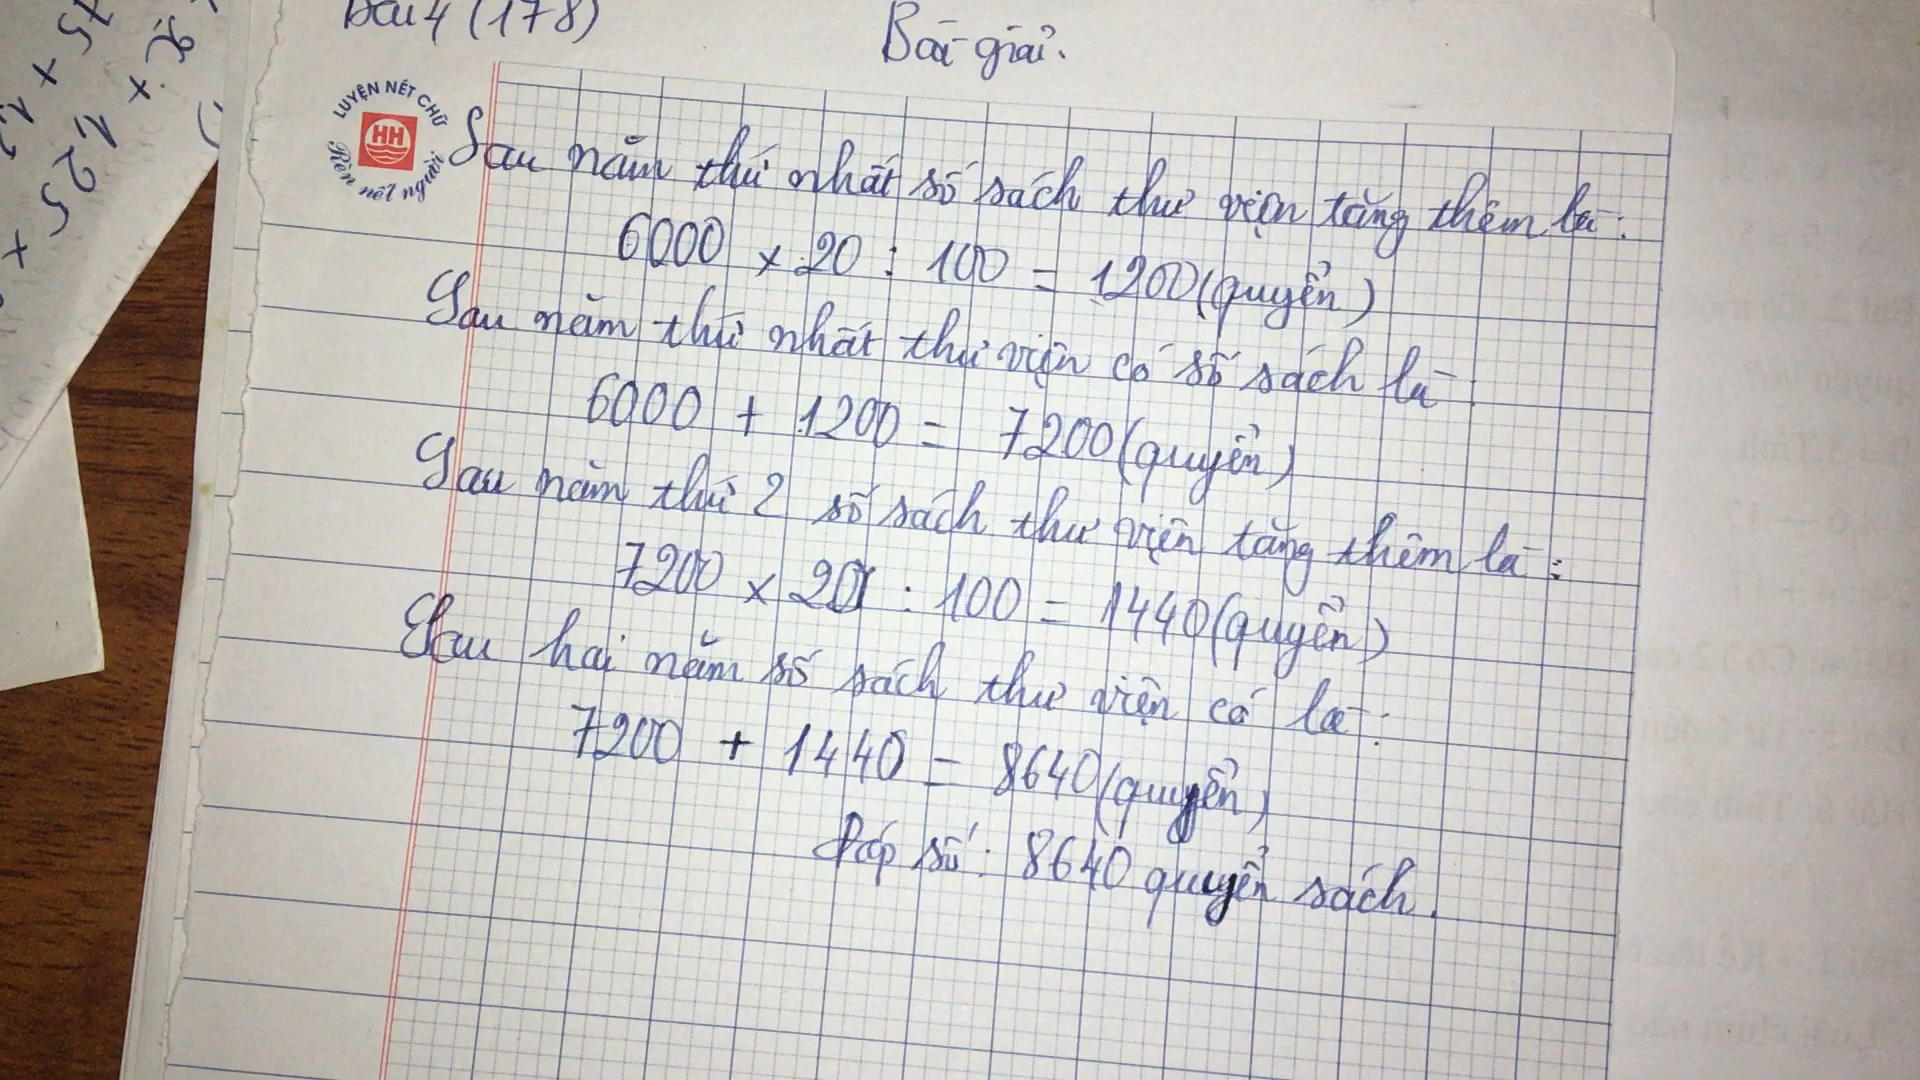 Bài 4 (178)
Bài giải.
LUYỆN NÉT CHỮ
HH
Rèn nết người
Sau năm thứ nhất số sách thư viện tăng thêm là:
6000 × 20 : 100 = 1200 (quyển)
Sau năm thứ nhất thư viện có số sách là:
6000 + 1200 = 7200 (quyển)
Sau năm thứ 2 số sách thư viện tăng thêm là:
7200 × 20 : 100 = 1440 (quyển)
Sau hai năm số sách thư viện có là:
7200 + 1440 = 8640 (quyển)
Đáp số: 8640 quyển sách.